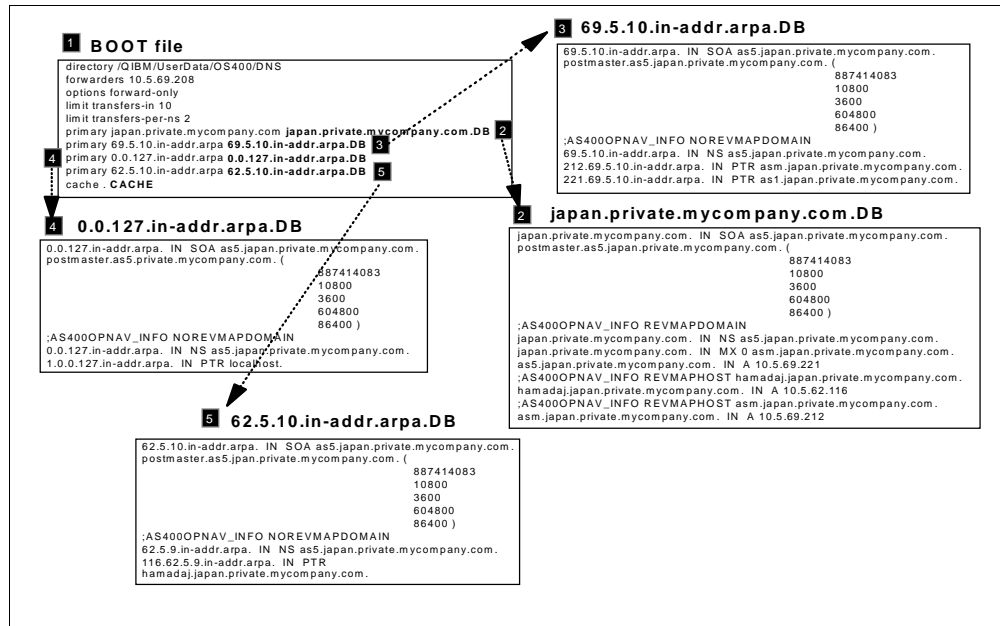 1 BOOT file
directory /QIBM/UserData/OS400/DNS
forwarders 10.5.69.208
options forward-only
limit transfers-in 10
limit transfers-per-ns 2
primary japan.private.mycompany.com japan.private.mycompany.com.DB 2
primary 69.5.10.in-addr.arpa 69.5.10.in-addr.arpa.DB 3
4 primary 0.0.127.in-addr.arpa 0.0.127.in-addr.arpa.DB
primary 62.5.10.in-addr.arpa 62.5.10.in-addr.arpa.DB 5
cache . CACHE
3 69.5.10.in-addr.arpa.DB
69.5.10.in-addr.arpa. IN SOA as5.japan.private.mycompany.com.
postmaster.as5.japan.private.mycompany.com. (
887414083
10800
3600
604800
86400 )
;AS400OPNAV_INFO NOREVMAPDOMAIN
69.5.10.in-addr.arpa. IN NS as5.japan.private.mycompany.com.
212.69.5.10.in-addr.arpa. IN PTR asm.japan.private.mycompany.com.
221.69.5.10.in-addr.arpa. IN PTR as1.japan.private.mycompany.com.
4 0.0.127.in-addr.arpa.DB
0.0.127.in-addr.arpa. IN SOA as5.japan.private.mycompany.com.
postmaster.as5.private.mycompany.com. (
887414083
10800
3600
604800
86400 )
;AS400OPNAV_INFO NOREVMAPDOMAIN
0.0.127.in-addr.arpa. IN NS as5.japan.private.mycompany.com.
1.0.0.127.in-addr.arpa. IN PTR localhost.
2 japan.private.mycompany.com.DB
japan.private.mycompany.com. IN SOA as5.japan.private.mycompany.com.
postmaster.as5.japan.private.mycompany.com. (
887414083
10800
3600
604800
86400 )
;AS400OPNAV_INFO REVMAPDOMAIN
japan.private.mycompany.com. IN NS as5.japan.private.mycompany.com.
japan.private.mycompany.com. IN MX 0 asm.japan.private.mycompany.com.
as5.japan.private.mycompany.com. IN A 10.5.69.221
;AS400OPNAV_INFO REVMAPHOST hamadaj.japan.private.mycompany.com.
hamadaj.japan.private.mycompany.com. IN A 10.5.62.116
;AS400OPNAV_INFO REVMAPHOST asm.japan.private.mycompany.com.
asm.japan.private.mycompany.com. IN A 10.5.69.212
5 62.5.10.in-addr.arpa.DB
62.5.10.in-addr.arpa. IN SOA as5.japan.private.mycompany.com.
postmaster.as5.jpan.private.mycompany.com. (
887414083
10800
3600
604800
86400 )
;AS400OPNAV_INFO NOREVMAPDOMAIN
62.5.9.in-addr.arpa. IN NS as5.japan.private.mycompany.com.
116.62.5.9.in-addr.arpa. IN PTR
hamadaj.japan.private.mycompany.com.